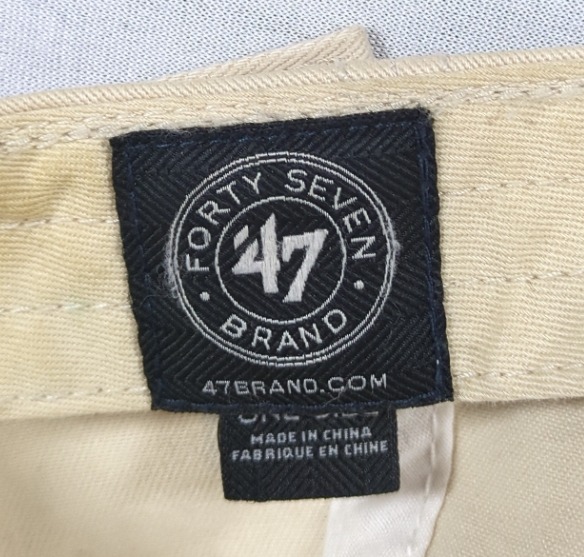 FORTY SEVEN
'47
BRAND
47BRAND.COM
MADE IN CHINA
FABRIQUE EN CHINE